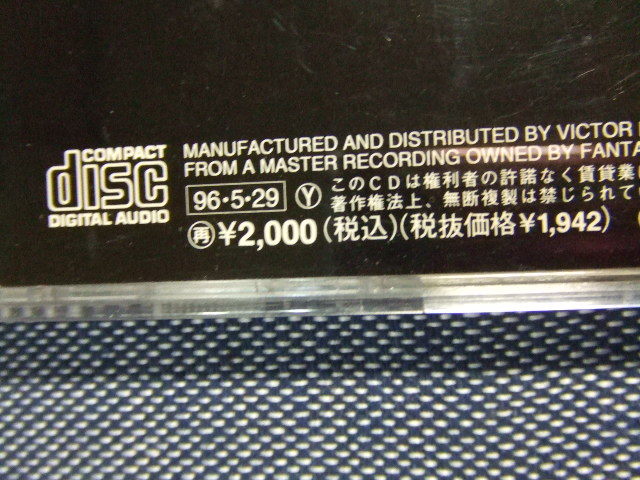 COMPACT
disc
DIGITAL AUDIO
MANUFACTURED AND DISTRIBUTED BY VICTOR
FROM A MASTER RECORDING OWNED BY FANTA
96・5・29 Ⓨ このCDは権利者の許諾なく賃貸業に
著作権法上、無断複製は禁じられて
㊢¥2,000(税込)(税抜価格¥1,942)